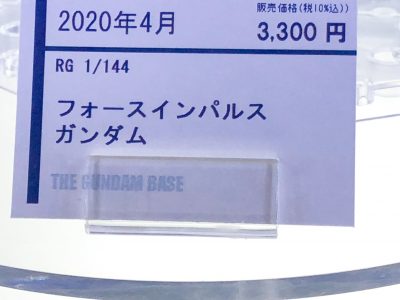 販売価格(税10%込))
2020年4月
3,300 円
RG 1/144
フォースインパルス
ガンダム
THE GUNDAM BASE